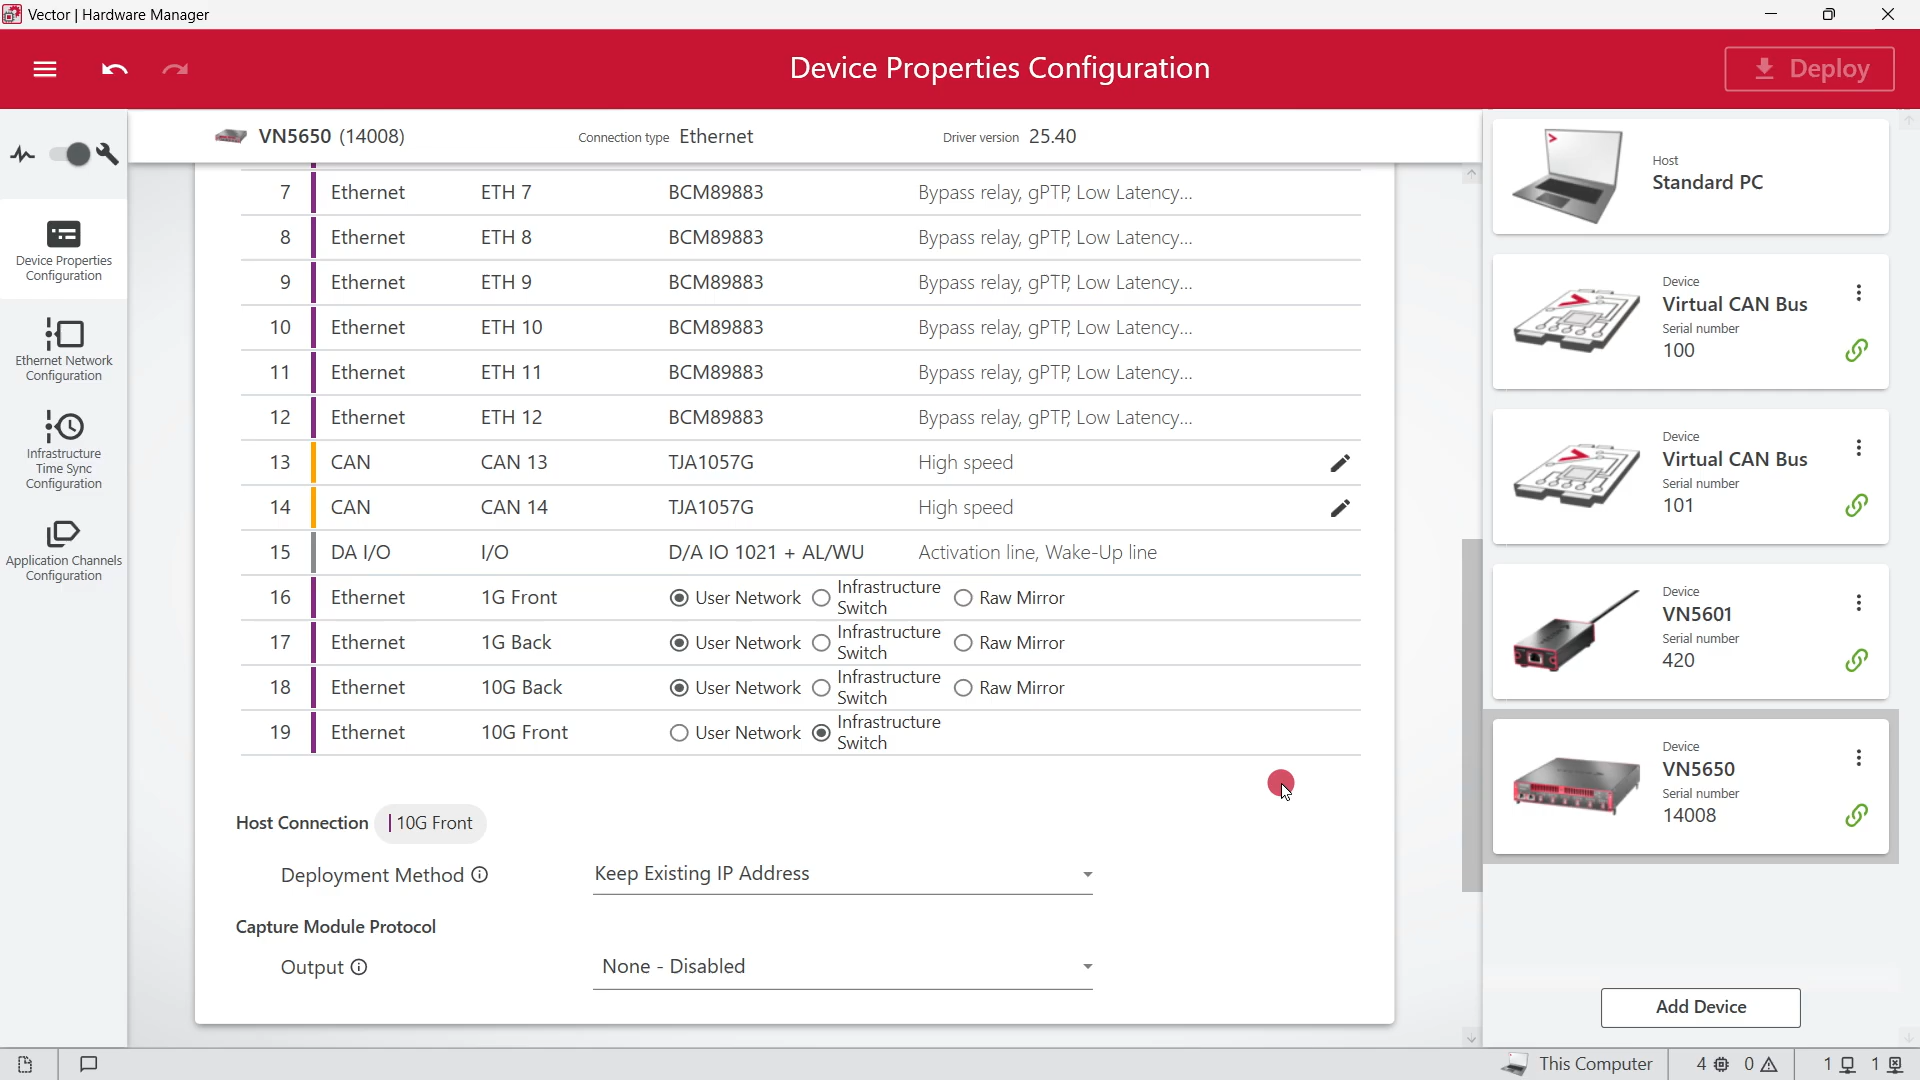 Vector | Hardware Manager
Device Properties Configuration
Deploy
VN5650 (14008)
Connection type Ethernet
Driver version 25.40
Device Properties
Configuration
Ethernet Network
Configuration
Infrastructure
Time Sync
Configuration
Application Channels
Configuration
7 Ethernet ETH 7 BCM89883 Bypass relay, gPTP, Low Latency...
8 Ethernet ETH 8 BCM89883 Bypass relay, gPTP, Low Latency...
9 Ethernet ETH 9 BCM89883 Bypass relay, gPTP, Low Latency...
10 Ethernet ETH 10 BCM89883 Bypass relay, gPTP, Low Latency...
11 Ethernet ETH 11 BCM89883 Bypass relay, gPTP, Low Latency...
12 Ethernet ETH 12 BCM89883 Bypass relay, gPTP, Low Latency...
13 CAN CAN 13 TJA1057G High speed
14 CAN CAN 14 TJA1057G High speed
15 DA I/O I/O D/A IO 1021 + AL/WU Activation line, Wake-Up line
16 Ethernet 1G Front User Network Infrastructure Switch Raw Mirror
17 Ethernet 1G Back User Network Infrastructure Switch Raw Mirror
18 Ethernet 10G Back User Network Infrastructure Switch Raw Mirror
19 Ethernet 10G Front User Network Infrastructure Switch
Host Connection 10G Front
Deployment Method Keep Existing IP Address
Capture Module Protocol
Output None - Disabled
Host
Standard PC
Device
Virtual CAN Bus
Serial number
100
Device
Virtual CAN Bus
Serial number
101
Device
VN5601
Serial number
420
Device
VN5650
Serial number
14008
Add Device
This Computer 4 0 1 1